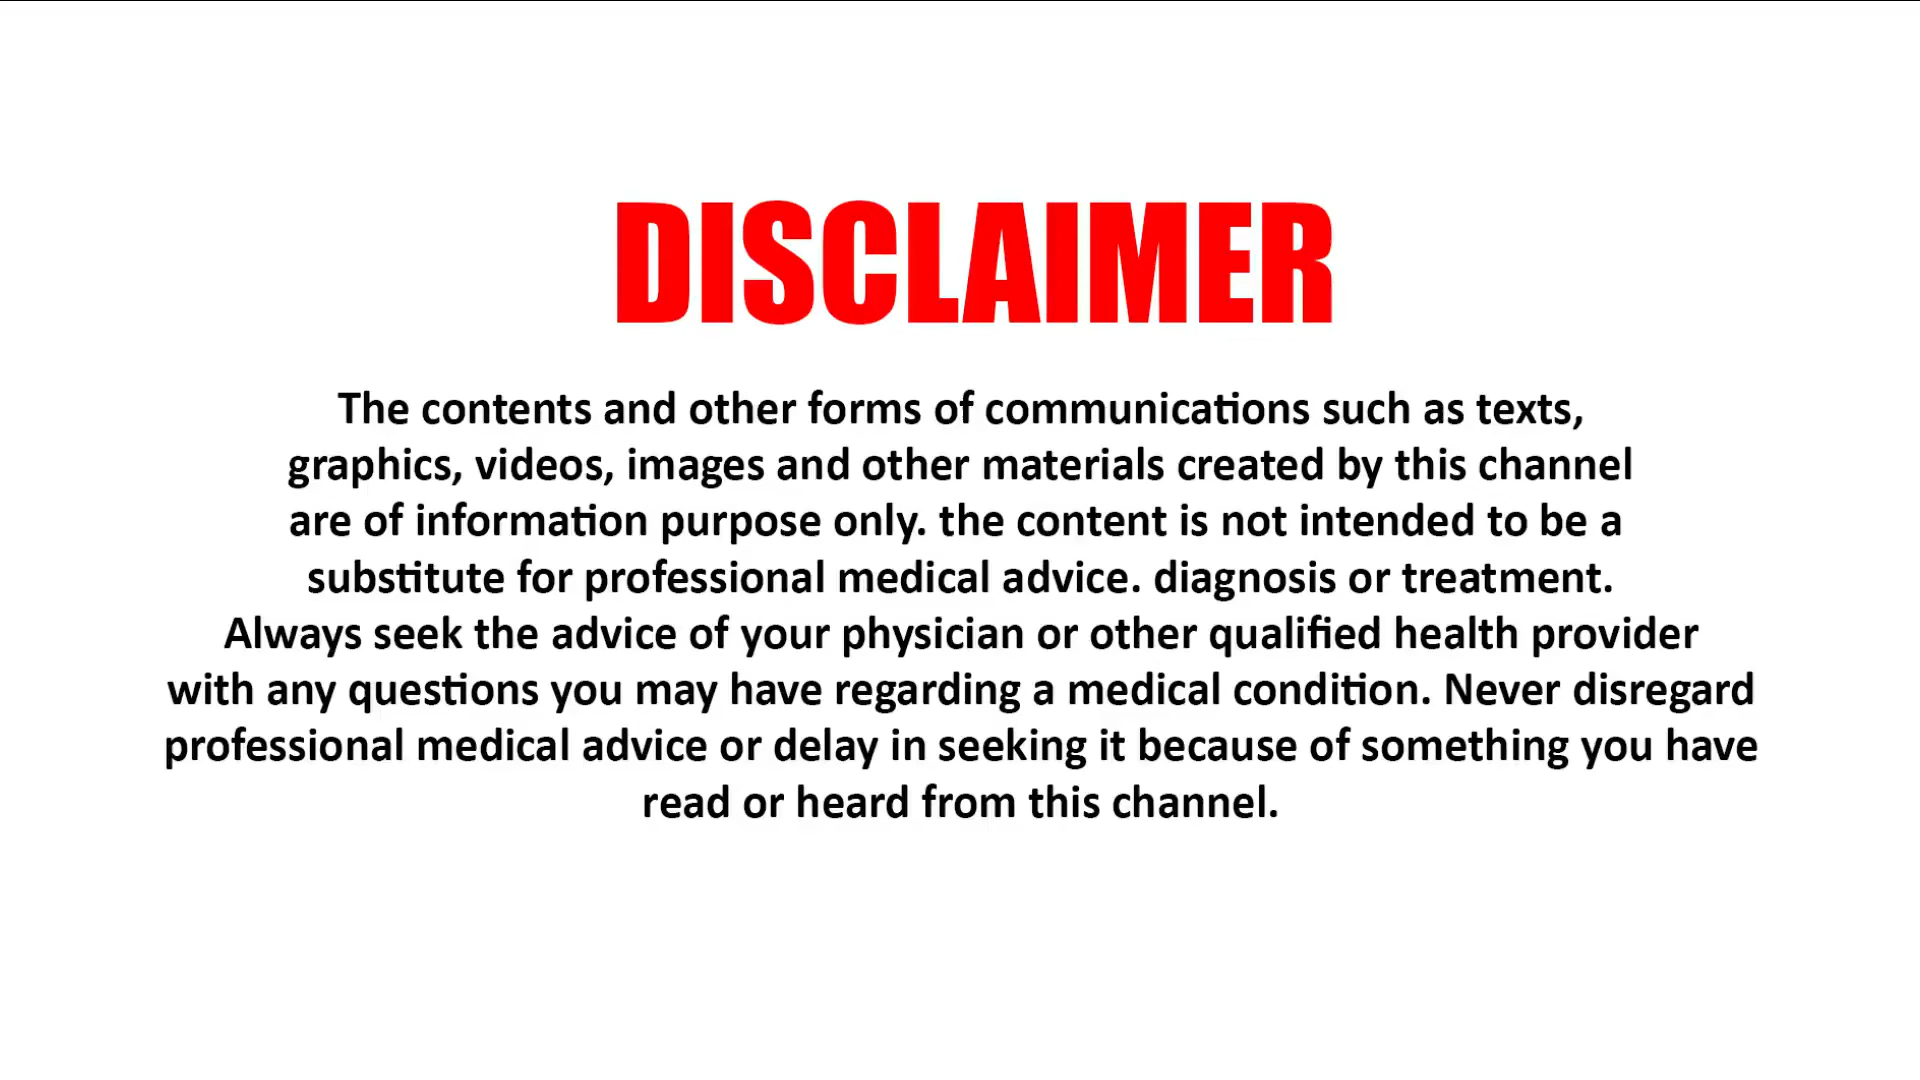 DISCLAIMER
The contents and other forms of communications such as texts,
graphics, videos, images and other materials created by this channel
are of information purpose only. the content is not intended to be a
substitute for professional medical advice. diagnosis or treatment.
Always seek the advice of your physician or other qualified health provider
with any questions you may have regarding a medical condition. Never disregard
professional medical advice or delay in seeking it because of something you have
read or heard from this channel.